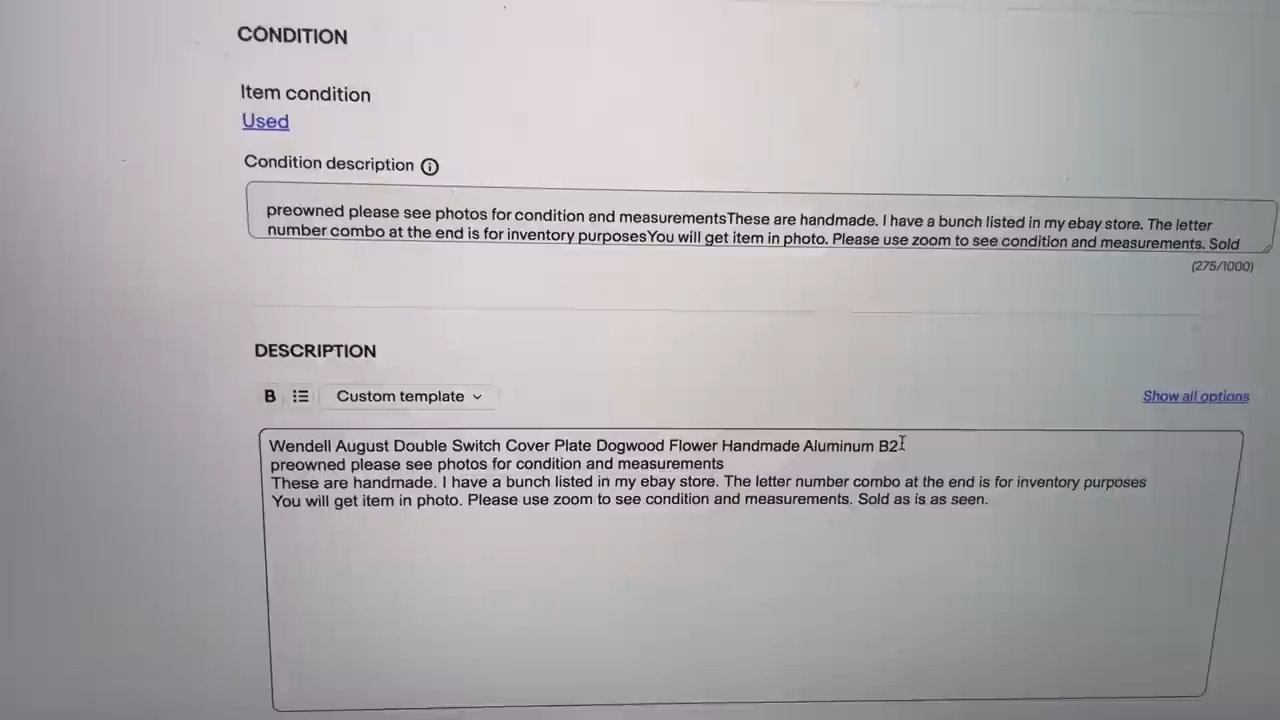 CONDITION
Item condition
Used
Condition description
preowned please see photos for condition and measurementsThese are handmade. I have a bunch listed in my ebay store. The letter
number combo at the end is for inventory purposesYou will get item in photo. Please use zoom to see condition and measurements. Sold
(275/1000)
DESCRIPTION
B Custom template Show all options
Wendell August Double Switch Cover Plate Dogwood Flower Handmade Aluminum B2
preowned please see photos for condition and measurements
These are handmade. I have a bunch listed in my ebay store. The letter number combo at the end is for inventory purposes
You will get item in photo. Please use zoom to see condition and measurements. Sold as is as seen.